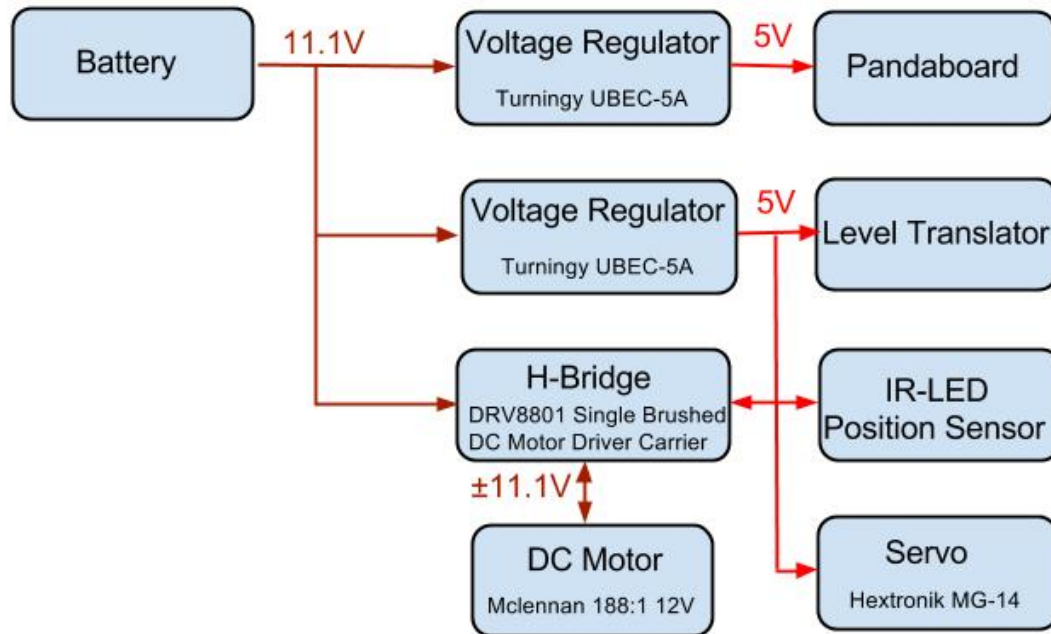 Battery
11.1V
Voltage Regulator
Turningy UBEC-5A
5V
Pandaboard
Voltage Regulator
Turningy UBEC-5A
5V
Level Translator
H-Bridge
DRV8801 Single Brushed
DC Motor Driver Carrier
IR-LED
Position Sensor
±11.1V
DC Motor
Mclennan 188:1 12V
Servo
Hextronik MG-14